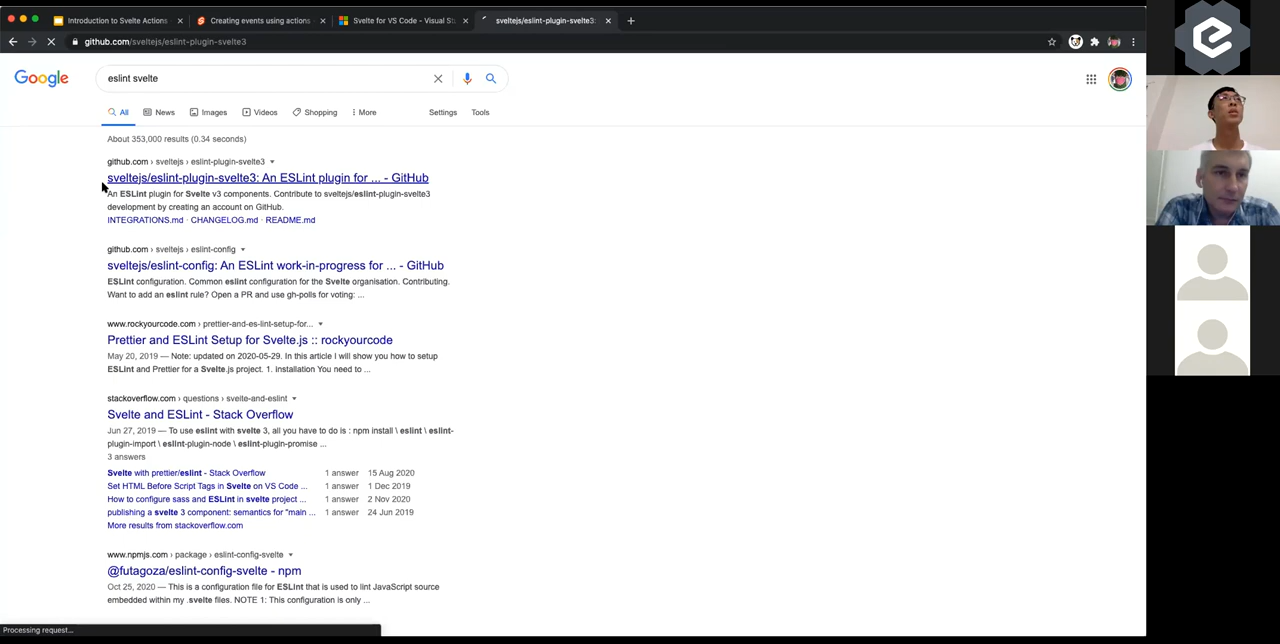 Introduction to Svelte Actions
Creating events using actions
Svelte for VS Code - Visual St
sveltejs/eslint-plugin-svelte3:
github.com/sveltejs/eslint-plugin-svelte3
Google
eslint svelte
All
News
Images
Videos
Shopping
More
Settings
Tools
About 353,000 results (0.34 seconds)
github.com › sveltejs › eslint-plugin-svelte3
sveltejs/eslint-plugin-svelte3: An ESLint plugin for ... - GitHub
An ESLint plugin for Svelte v3 components. Contribute to sveltejs/eslint-plugin-svelte3
development by creating an account on GitHub.
INTEGRATIONS.md · CHANGELOG.md · README.md
github.com › sveltejs › eslint-config
sveltejs/eslint-config: An ESLint work-in-progress for ... - GitHub
ESLint configuration. Common eslint configuration for the Svelte organisation. Contributing.
Want to add an eslint rule? Open a PR and use gh-polls for voting: ...
www.rockyourcode.com › prettier-and-es-lint-setup-for...
Prettier and ESLint Setup for Svelte.js :: rockyourcode
May 20, 2019 — Note: updated on 2020-05-29. In this article I will show you how to setup
ESLint and Prettier for a Svelte.js project. 1. Installation You need to ...
stackoverflow.com › questions › svelte-and-eslint
Svelte and ESLint - Stack Overflow
Jun 27, 2019 — To use eslint with svelte 3, all you have to do is : npm install \ eslint \ eslint-
plugin-import \ eslint-plugin-node \ eslint-plugin-promise ...
3 answers
Svelte with prettier/eslint - Stack Overflow 1 answer 15 Aug 2020
Set HTML Before Script Tags in Svelte on VS Code ... 1 answer 1 Dec 2019
How to configure sass and ESLint in svelte project ... 1 answer 2 Nov 2020
publishing a svelte 3 component: semantics for "main ... 1 answer 24 Jun 2019
More results from stackoverflow.com
www.npmjs.com › package › eslint-config-svelte
@futagoza/eslint-config-svelte - npm
Oct 25, 2020 — This is a configuration file for ESLint that is used to lint JavaScript source
embedded within my .svelte files. NOTE 1: This configuration is only ...
Processing request...